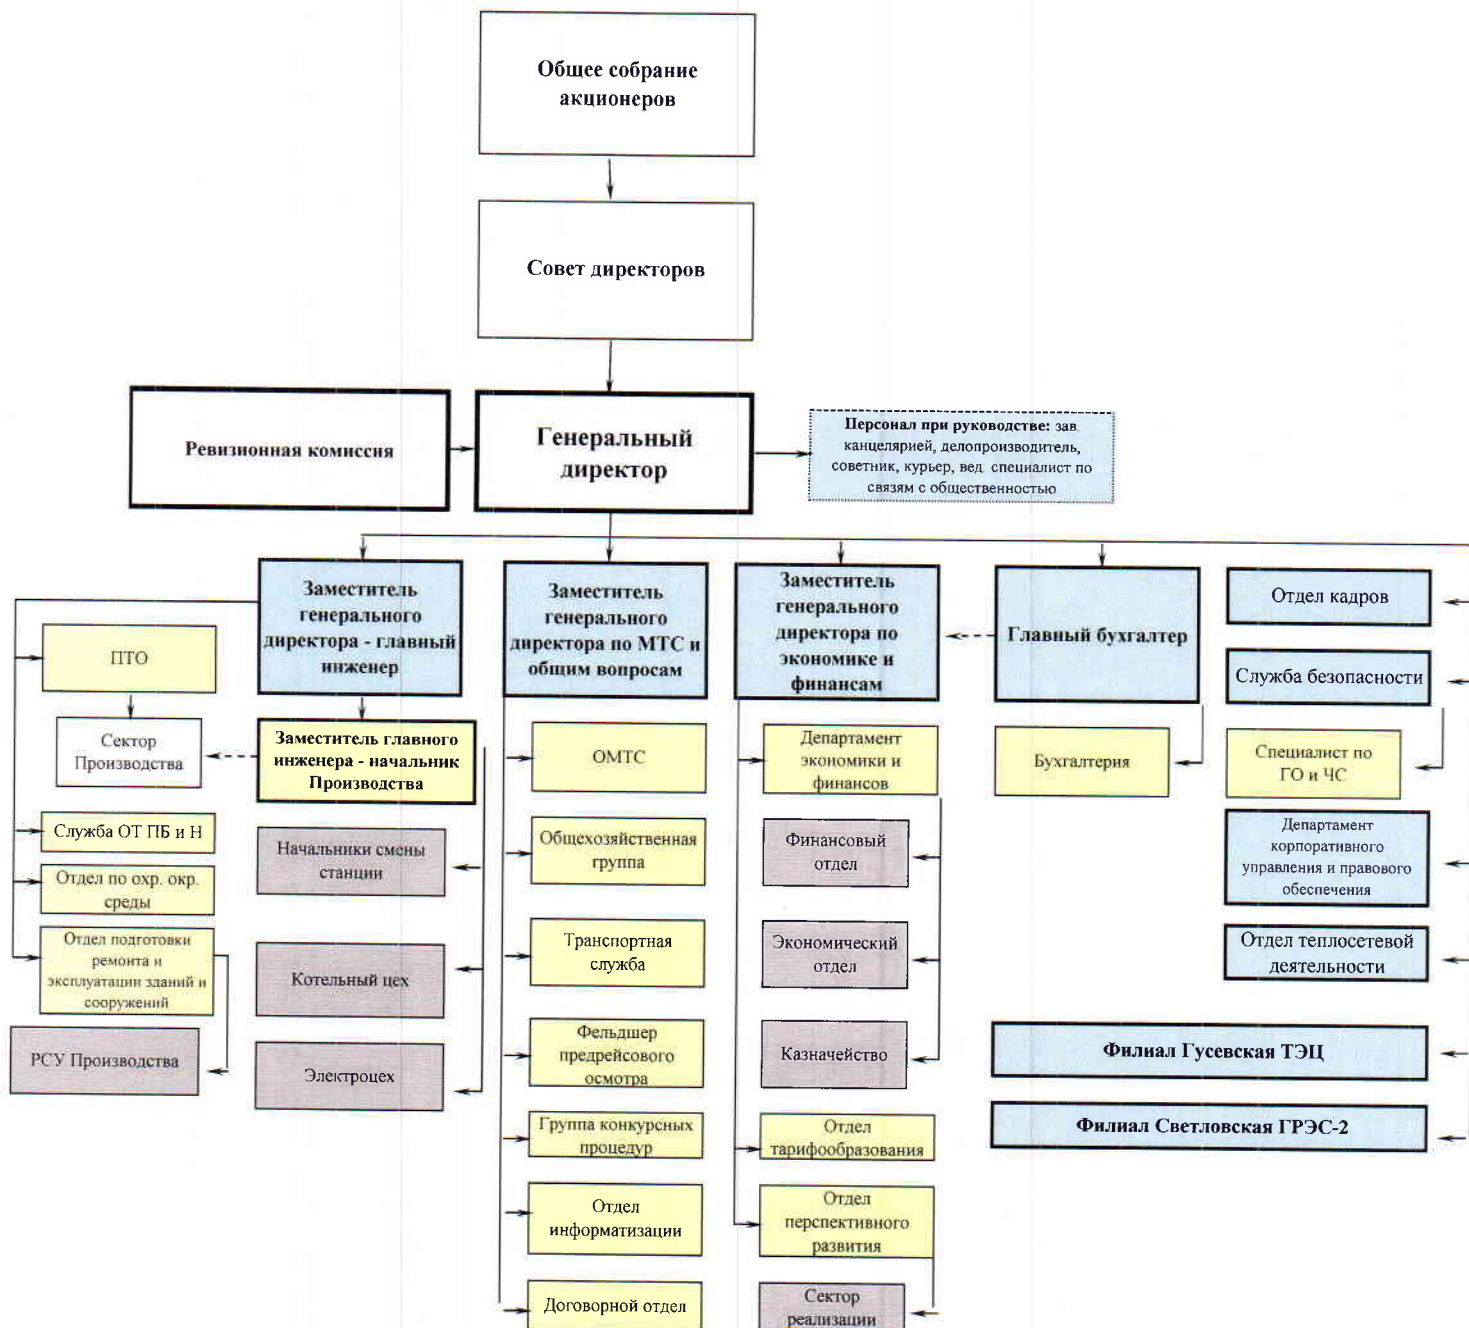 Общее собрание
акционеров
Совет директоров
Ревизионная комиссия
Генеральный
директор
Персонал при руководстве: зав.
канцелярией, делопроизводитель,
советник, курьер, вед. специалист по
связям с общественностью
Заместитель
генерального
директора - главный
инженер
Заместитель
генерального
директора по МТС и
общим вопросам
Заместитель
генерального
директора по
экономике и
финансам
Главный бухгалтер
Отдел кадров
Служба безопасности
ПТО
Сектор
Производства
Заместитель главного
инженера - начальник
Производства
ОМТС
Департамент
экономики и
финансов
Бухгалтерия
Специалист по
ГО и ЧС
Служба ОТ ПБ и Н
Начальники смены
станции
Общехозяйственная
группа
Финансовый
отдел
Департамент
корпоративного
управления и правового
обеспечения
Отдел по охр. окр.
среды
Отдел подготовки
ремонта и
эксплуатации зданий и
сооружений
Котельный цех
Транспортная
служба
Экономический
отдел
Отдел теплосетевой
деятельности
РСУ Производства
Электроцех
Фельдшер
предрейсового
осмотра
Казначейство
Филиал Гусевская ТЭЦ
Группа конкурсных
процедур
Отдел
тарифообразования
Филиал Светловская ГРЭС-2
Отдел
информатизации
Отдел
перспективного
развития
Договорной отдел
Сектор
реализации